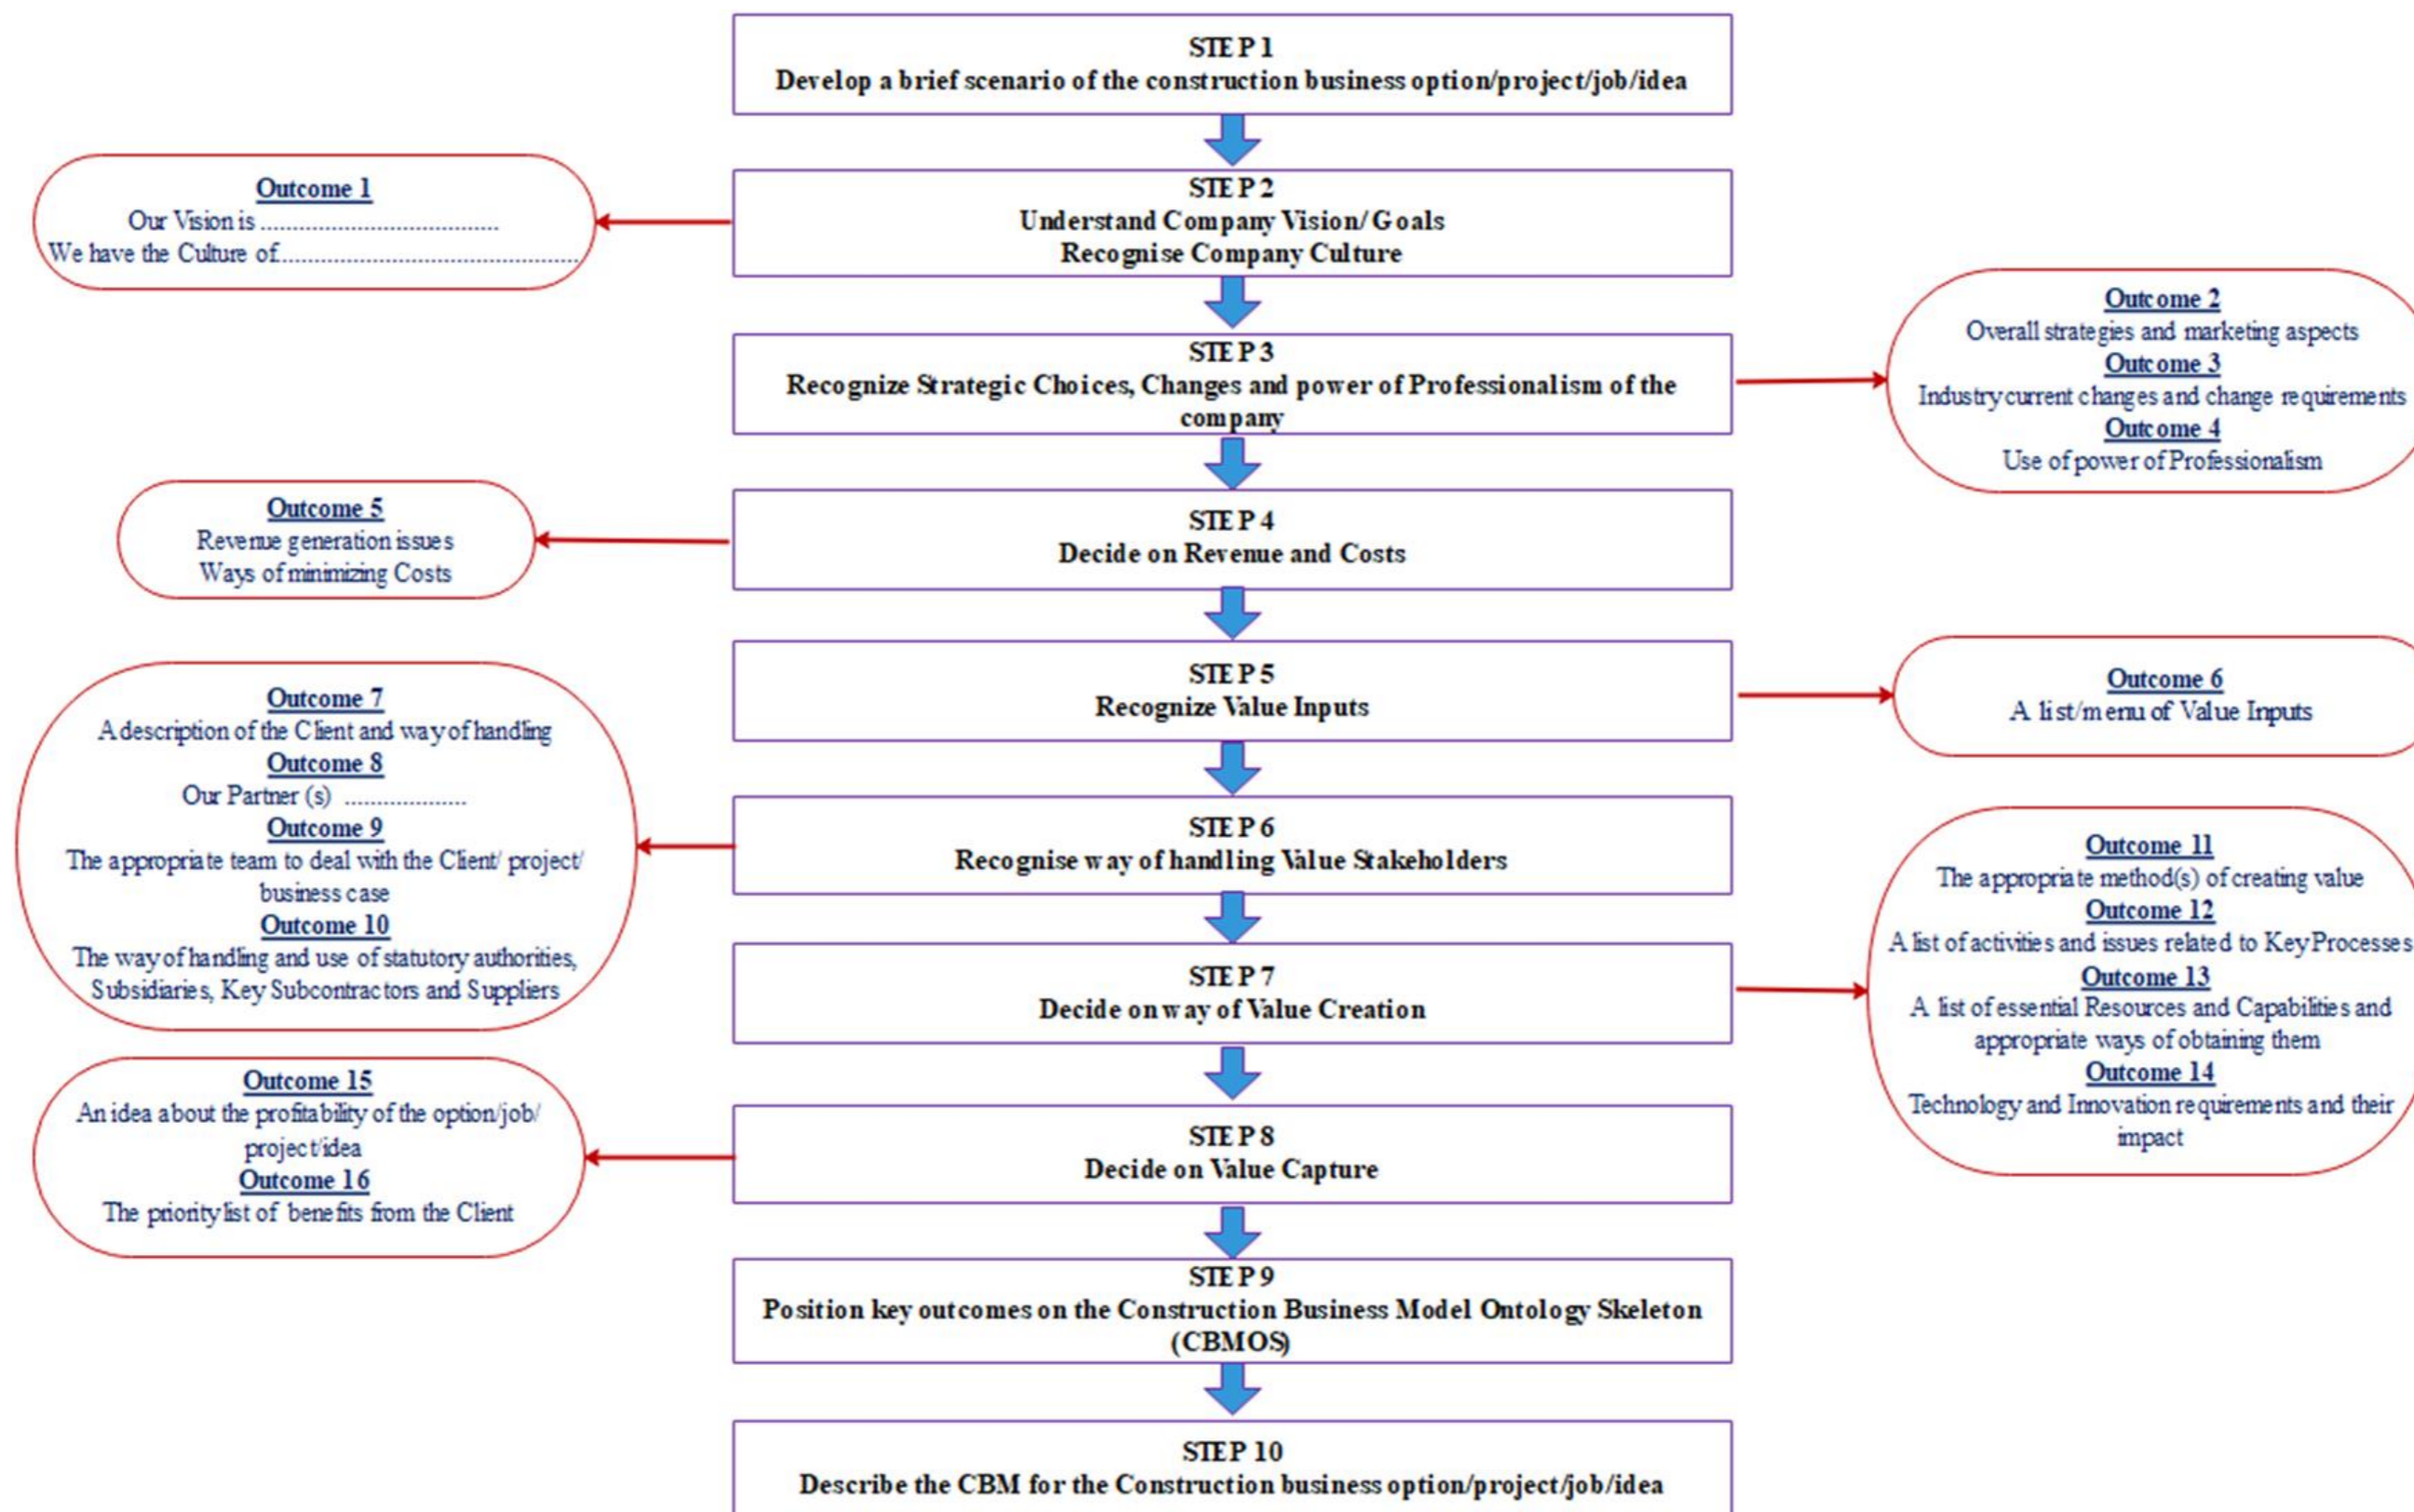 STEP 1
Develop a brief scenario of the construction business option/project/job/idea
Outcome 1
Our Vision is .....................................
We have the Culture of...............................................
STEP 2
Understand Company Vision/ Goals
Recognise Company Culture
STEP 3
Recognize Strategic Choices, Changes and power of Professionalism of the
company
Outcome 2
Overall strategies and marketing aspects
Outcome 3
Industry current changes and change requirements
Outcome 4
Use of power of Professionalism
Outcome 5
Revenue generation issues
Ways of minimizing Costs
STEP 4
Decide on Revenue and Costs
STEP 5
Recognize Value Inputs
Outcome 6
A list/menu of Value Inputs
Outcome 7
A description of the Client and way of handling
Outcome 8
Our Partner (s) ...................
Outcome 9
The appropriate team to deal with the Client/ project/
business case
Outcome 10
The way of handling and use of statutory authorities,
Subsidiaries, Key Subcontractors and Suppliers
STEP 6
Recognise way of handling Value Stakeholders
STEP 7
Decide on way of Value Creation
Outcome 11
The appropriate method(s) of creating value
Outcome 12
A list of activities and issues related to Key Processes
Outcome 13
A list of essential Resources and Capabilities and
appropriate ways of obtaining them
Outcome 14
Technology and Innovation requirements and their
impact
Outcome 15
An idea about the profitability of the option/job/
project/idea
Outcome 16
The priority list of benefits from the Client
STEP 8
Decide on Value Capture
STEP 9
Position key outcomes on the Construction Business Model Ontology Skeleton
(CBMOS)
STEP 10
Describe the CBM for the Construction business option/project/job/idea